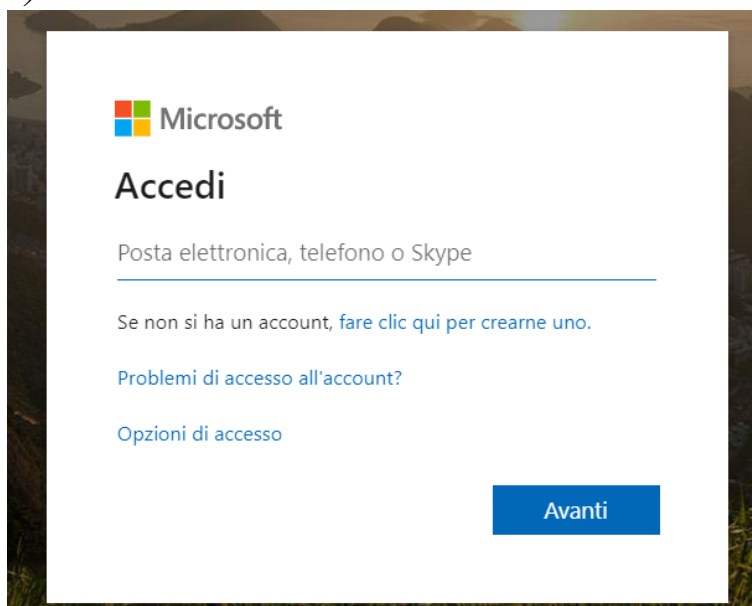 Microsoft
Accedi
Posta elettronica, telefono o Skype
Se non si ha un account, fare clic qui per crearne uno.
Problemi di accesso all'account?
Opzioni di accesso
Avanti